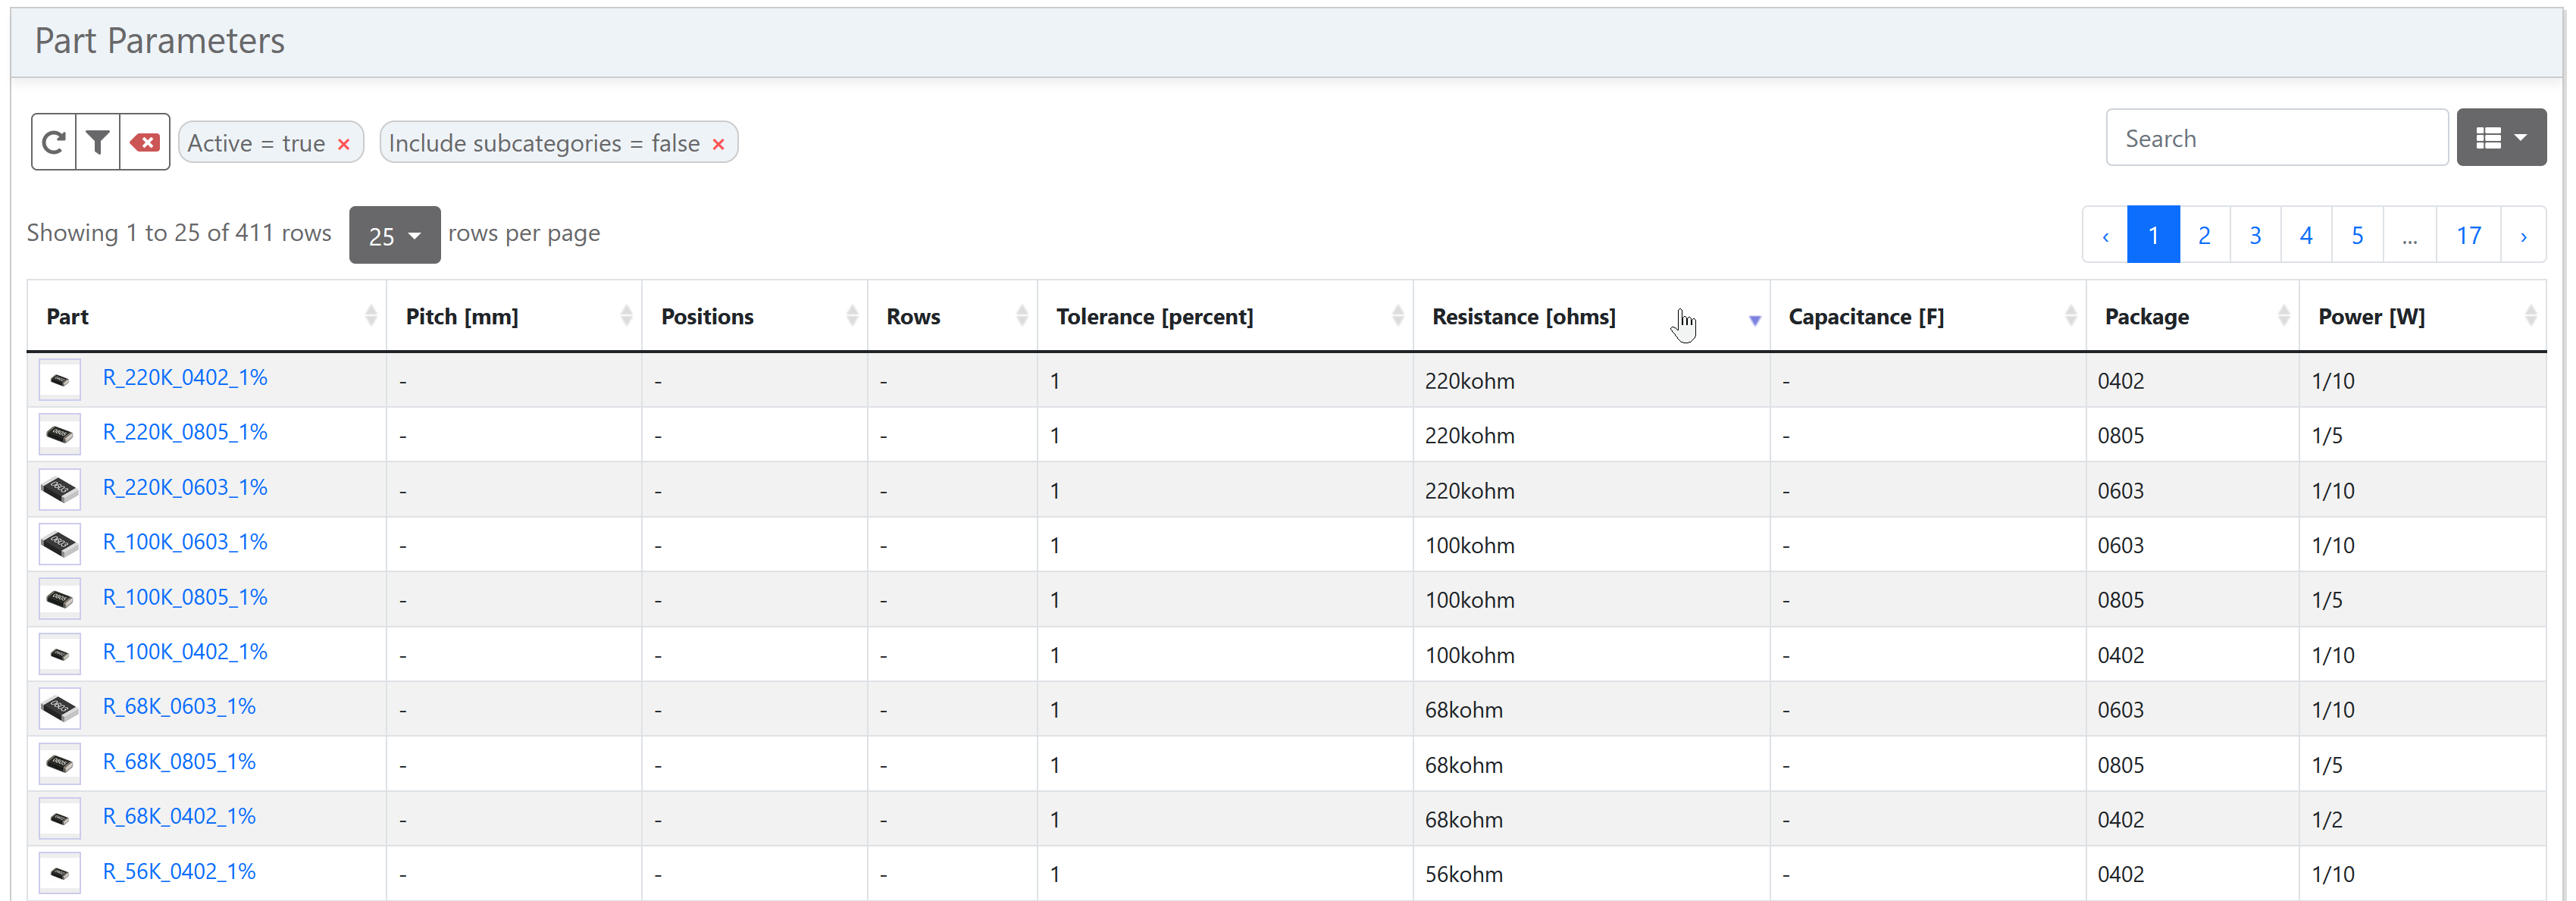 Part Parameters
Active = true × Include subcategories = false ×
Search
Showing 1 to 25 of 411 rows 25 rows per page
‹ 1 2 3 4 5 ... 17 ›
Part Pitch [mm] Positions Rows Tolerance [percent] Resistance [ohms] Capacitance [F] Package Power [W]
R_220K_0402_1% - - - 1 220kohm - 0402 1/10
R_220K_0805_1% - - - 1 220kohm - 0805 1/5
R_220K_0603_1% - - - 1 220kohm - 0603 1/10
R_100K_0603_1% - - - 1 100kohm - 0603 1/10
R_100K_0805_1% - - - 1 100kohm - 0805 1/5
R_100K_0402_1% - - - 1 100kohm - 0402 1/10
R_68K_0603_1% - - - 1 68kohm - 0603 1/10
R_68K_0805_1% - - - 1 68kohm - 0805 1/5
R_68K_0402_1% - - - 1 68kohm - 0402 1/2
R_56K_0402_1% - - - 1 56kohm - 0402 1/10